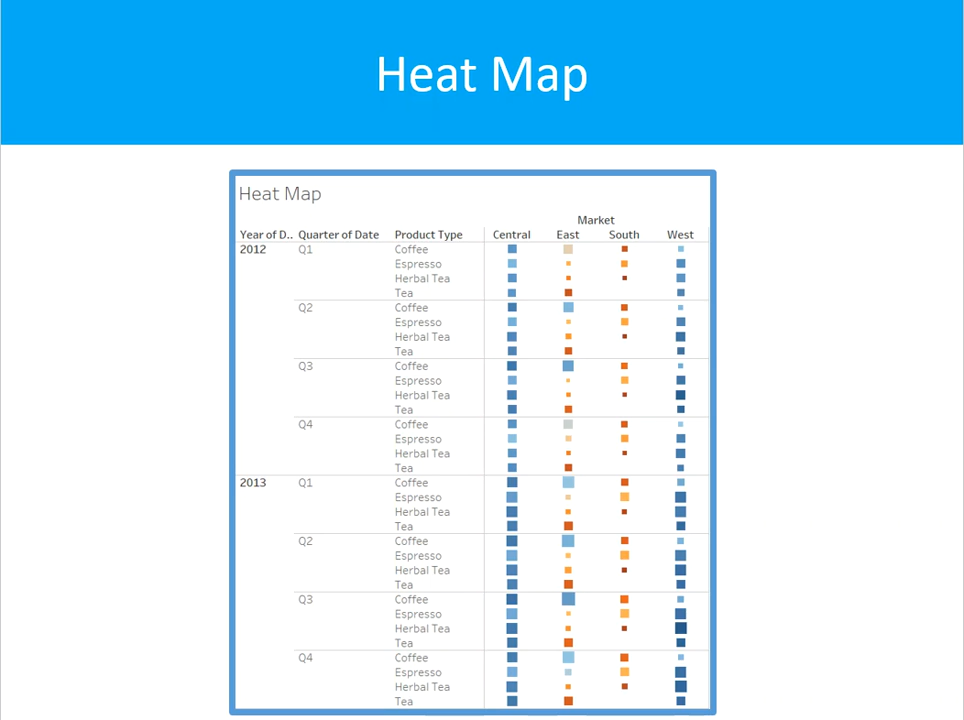 Heat Map
Heat Map
Market
Year of D.. Quarter of Date Product Type Central East South West
2012 Q1 Coffee
Espresso
Herbal Tea
Tea
Q2 Coffee
Espresso
Herbal Tea
Tea
Q3 Coffee
Espresso
Herbal Tea
Tea
Q4 Coffee
Espresso
Herbal Tea
Tea
2013 Q1 Coffee
Espresso
Herbal Tea
Tea
Q2 Coffee
Espresso
Herbal Tea
Tea
Q3 Coffee
Espresso
Herbal Tea
Tea
Q4 Coffee
Espresso
Herbal Tea
Tea